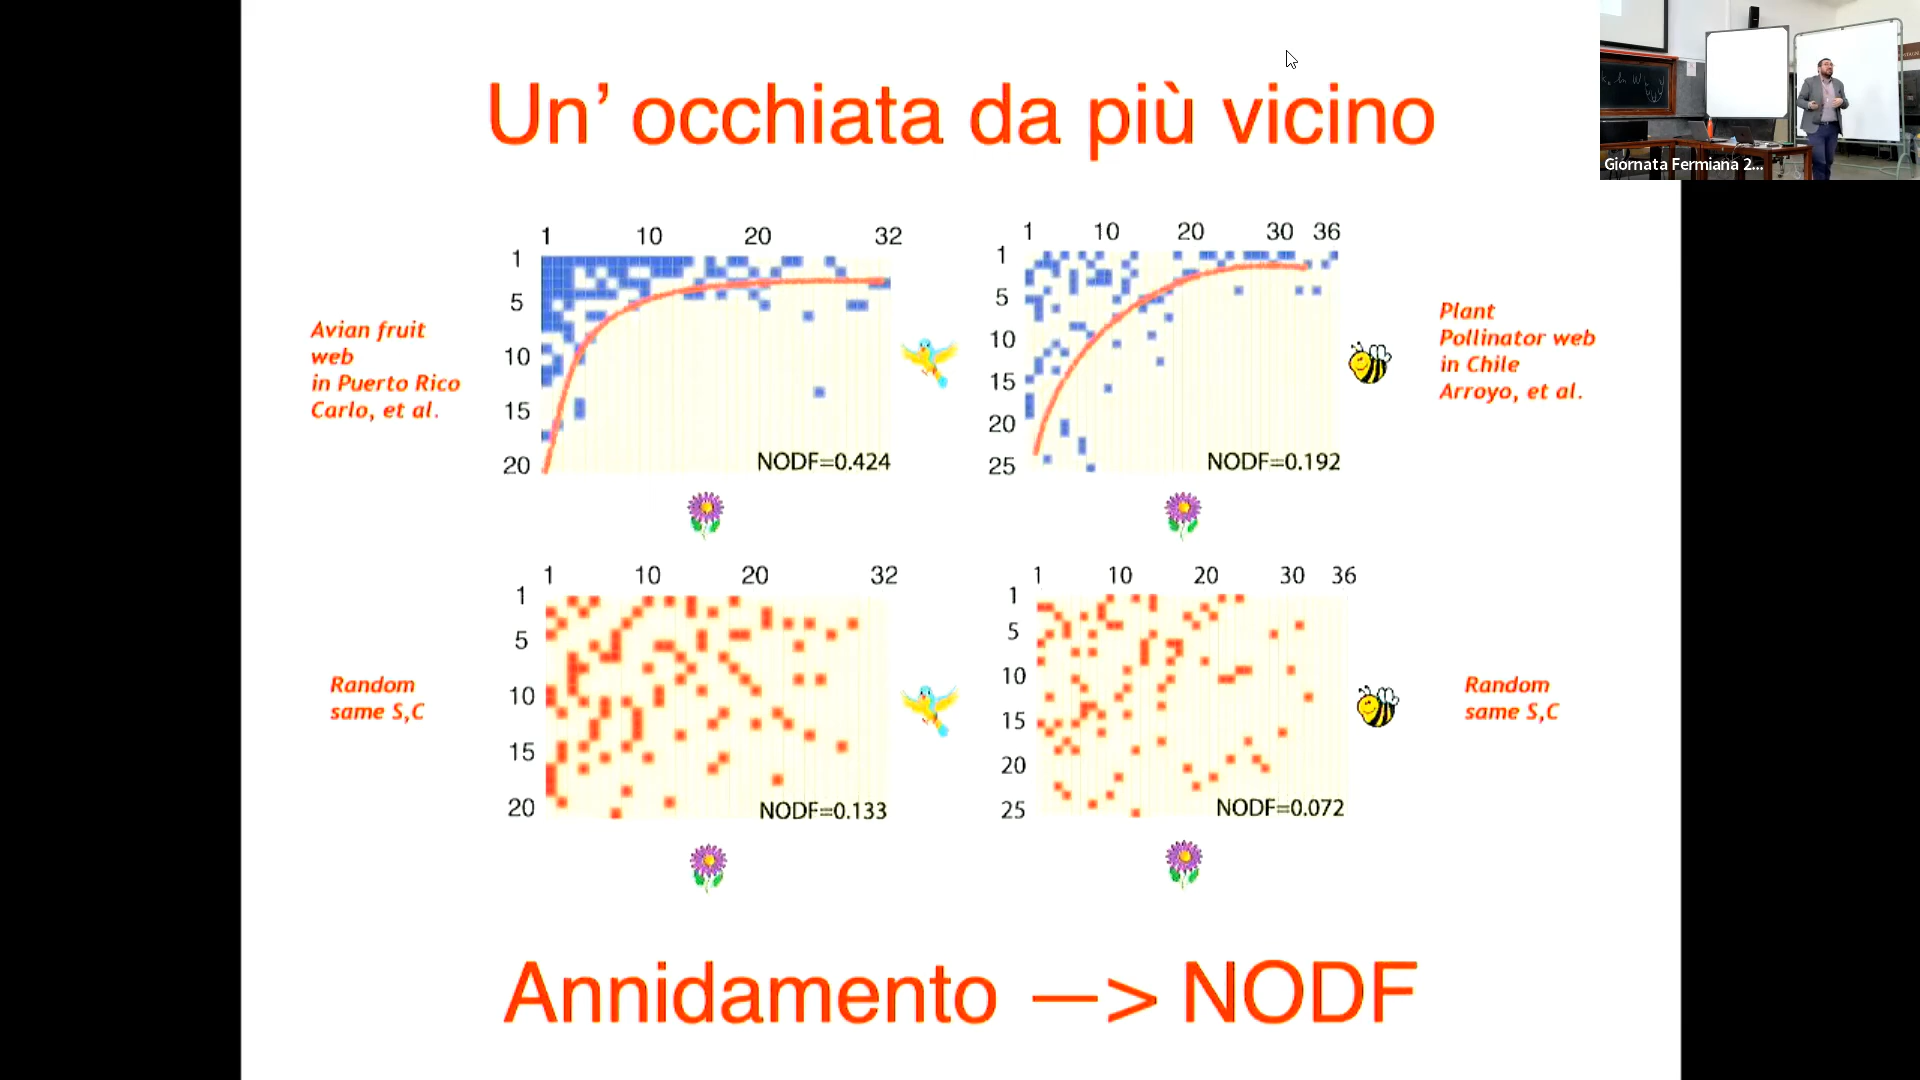 Un' occhiata da più vicino
Giornata Fermiana 2...
1 10 20 32
1
5
10
15
20
NODF=0.424
Avian fruit
web
in Puerto Rico
Carlo, et al.
1 10 20 30 36
1
5
10
15
20
25
NODF=0.192
Plant
Pollinator web
in Chile
Arroyo, et al.
1 10 20 32
1
5
10
15
20
NODF=0.133
Random
same S,C
1 10 20 30 36
1
5
10
15
20
25
NODF=0.072
Random
same S,C
Annidamento —> NODF